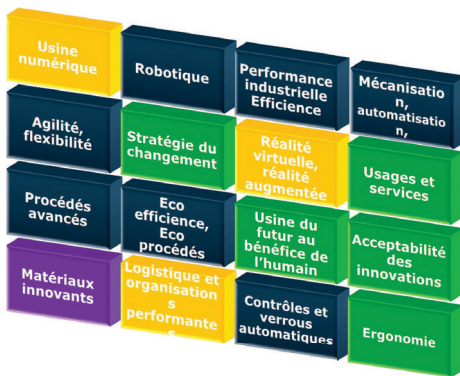 Usine
numérique
Robotique
Performance
industrielle
Efficience
Mécanisatio
n,
automatisation,
Agilité,
flexibilité
Stratégie du
changement
Réalité
virtuelle,
réalité
augmentée
Usages et
services
Procédés
avancés
Eco
efficience,
Eco
procédés
Usine du
futur au
bénéfice de
l’humain
Acceptabilité
des
innovations
Matériaux
innovants
Logistique et
organisation
s
performante
s
Contrôles et
verrous
automatiques
Ergonomie